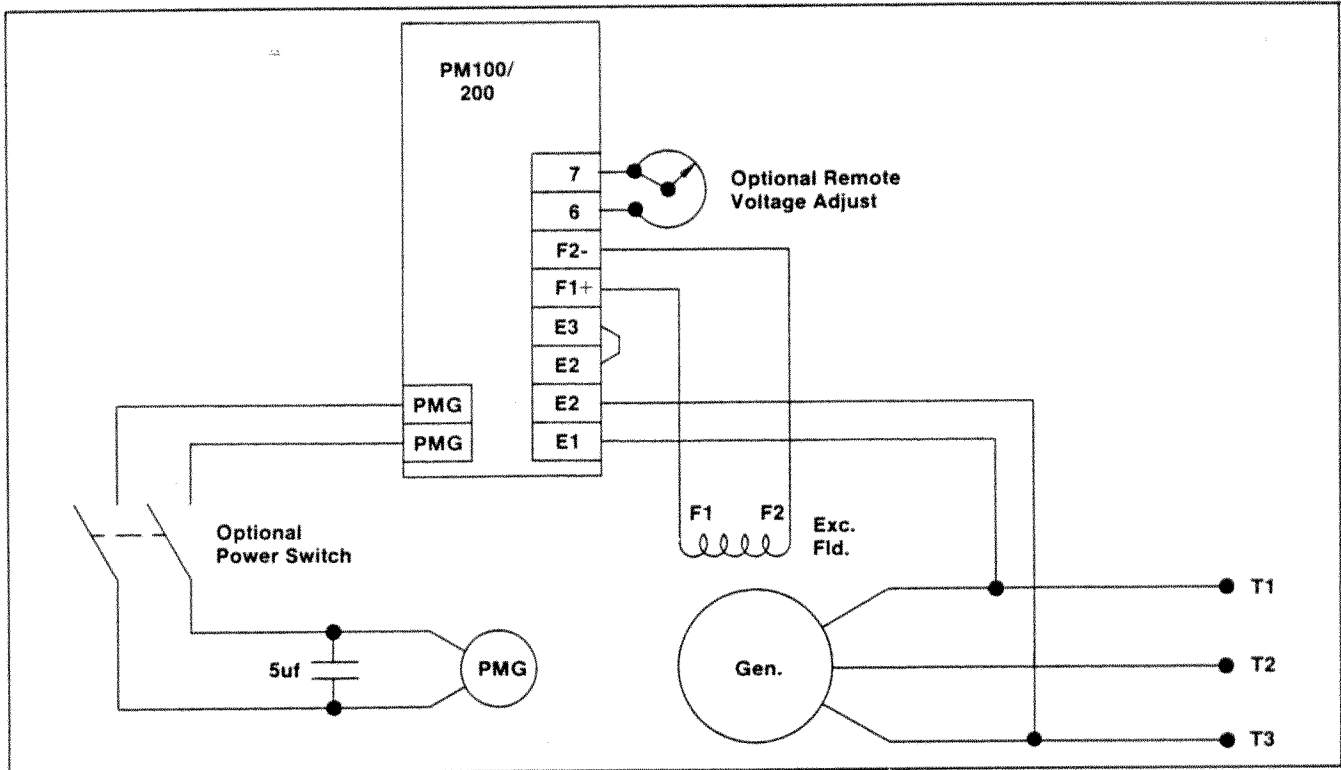 PM100/
200
7
6
F2-
F1+
E3
E2
E2
E1
PMG
PMG
Optional Remote
Voltage Adjust
Optional
Power Switch
F1 F2
Exc.
Fld.
5uf
PMG
Gen.
T1
T2
T3